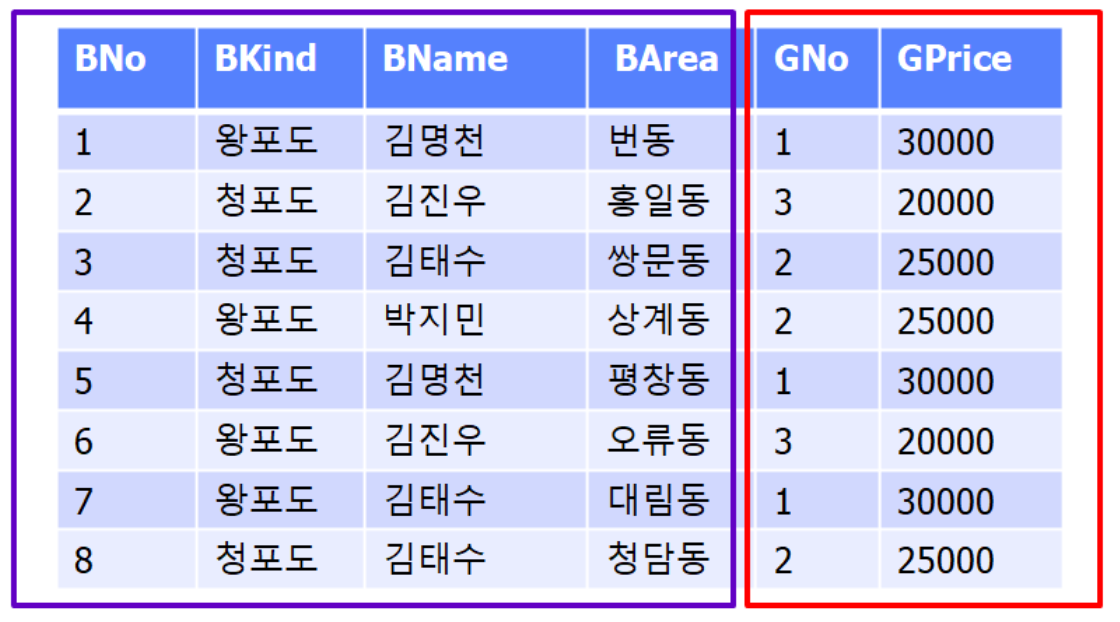 BNo BKind BName BArea GNo GPrice
1 왕포도 김명천 번동 1 30000
2 청포도 김진우 홍일동 3 20000
3 청포도 김태수 쌍문동 2 25000
4 왕포도 박지민 상계동 2 25000
5 청포도 김명천 평창동 1 30000
6 왕포도 김진우 오류동 3 20000
7 왕포도 김태수 대림동 1 30000
8 청포도 김태수 청담동 2 25000